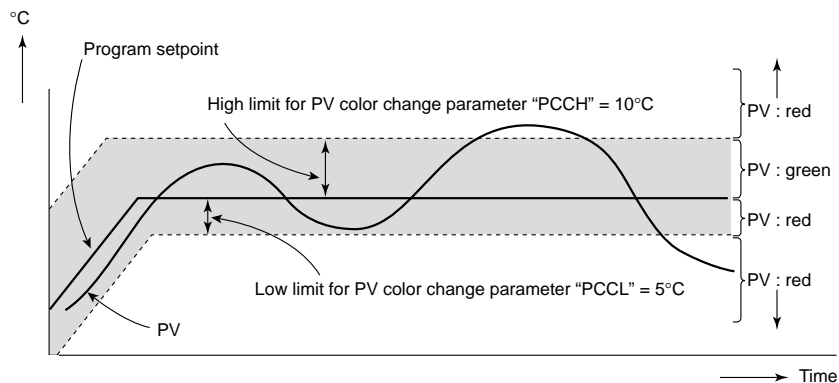 °C
Program setpoint
High limit for PV color change parameter “PCCH” = 10°C
PV : red
PV : green
PV : red
Low limit for PV color change parameter “PCCL” = 5°C
PV : red
PV
Time